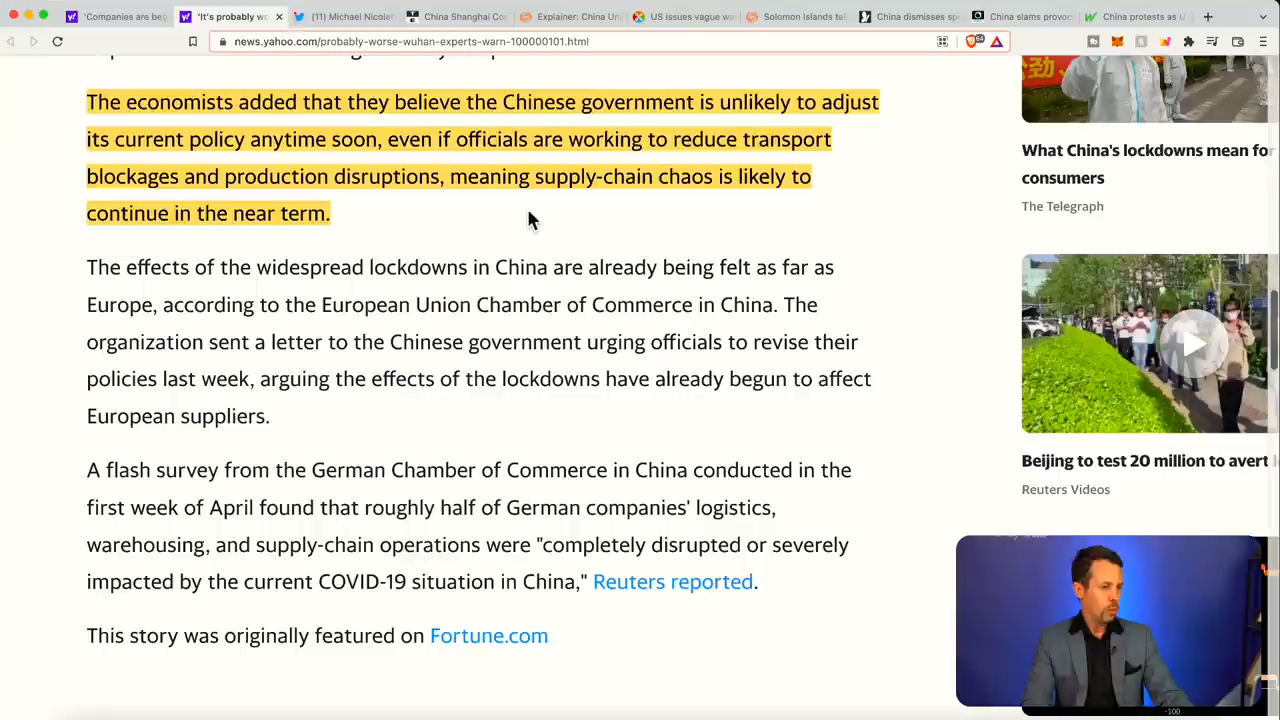 'Companies are beg
'It's probably wo
(11) Michael Nicolet
China Shanghai Co
Explainer: China Un
US issues vague wa
Solomon Islands tel
China dismisses sp
China slams provoc
China protests as U
news.yahoo.com/probably-worse-wuhan-experts-warn-100000101.html
The economists added that they believe the Chinese government is unlikely to adjust
its current policy anytime soon, even if officials are working to reduce transport
blockages and production disruptions, meaning supply-chain chaos is likely to
continue in the near term.
The effects of the widespread lockdowns in China are already being felt as far as
Europe, according to the European Union Chamber of Commerce in China. The
organization sent a letter to the Chinese government urging officials to revise their
policies last week, arguing the effects of the lockdowns have already begun to affect
European suppliers.
A flash survey from the German Chamber of Commerce in China conducted in the
first week of April found that roughly half of German companies' logistics,
warehousing, and supply-chain operations were "completely disrupted or severely
impacted by the current COVID-19 situation in China," Reuters reported.
This story was originally featured on Fortune.com
What China's lockdowns mean for
consumers
The Telegraph
Beijing to test 20 million to avert
Reuters Videos
-100